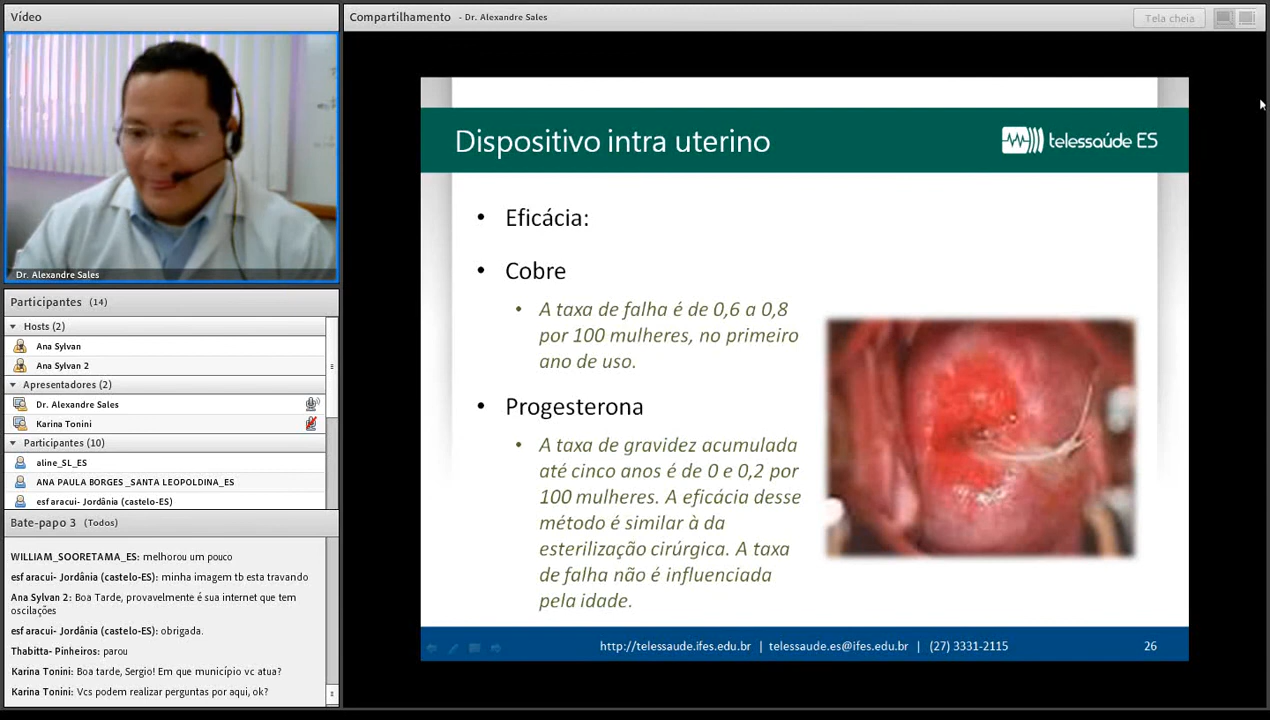 Vídeo
Dr. Alexandre Sales
Participantes (14)
Hosts (2)
Ana Sylvan
Ana Sylvan 2
Apresentadores (2)
Dr. Alexandre Sales
Karina Tonini
Participantes (10)
aline_SL_ES
ANA PAULA BORGES _SANTA LEOPOLDINA_ES
esf aracui- Jordânia (castelo-ES)
Bate-papo 3 (Todos)
WILLIAM_SOORETAMA_ES: melhorou um pouco
esf aracui- Jordânia (castelo-ES): minha imagem tb esta travando
Ana Sylvan 2: Boa Tarde, provavelmente é sua internet que tem
oscilações
esf aracui- Jordânia (castelo-ES): obrigada.
Thabitta- Pinheiros: parou
Karina Tonini: Boa tarde, Sergio! Em que município vc atua?
Karina Tonini: Vcs podem realizar perguntas por aqui, ok?
Compartilhamento - Dr. Alexandre Sales
Tela cheia
Dispositivo intra uterino
telessaúde ES
• Eficácia:
• Cobre
• A taxa de falha é de 0,6 a 0,8
por 100 mulheres, no primeiro
ano de uso.
• Progesterona
• A taxa de gravidez acumulada
até cinco anos é de 0 e 0,2 por
100 mulheres. A eficácia desse
método é similar à da
esterilização cirúrgica. A taxa
de falha não é influenciada
pela idade.
http://telessaude.ifes.edu.br | telessaude.es@ifes.edu.br | (27) 3331-2115
26